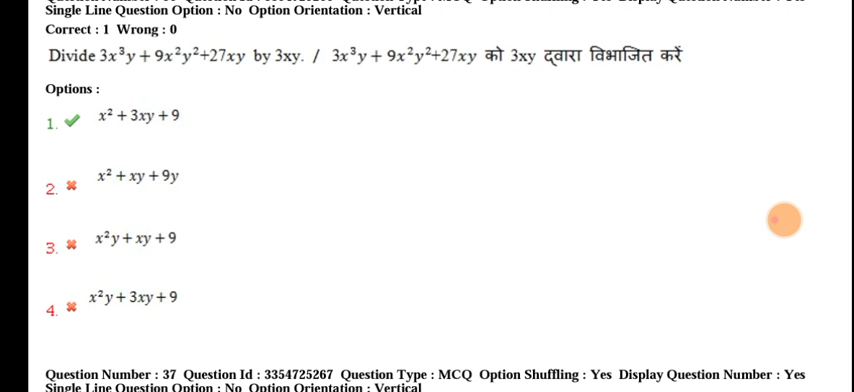 Single Line Question Option : No Option Orientation : Vertical
Correct : 1 Wrong : 0
Divide 3x³y + 9x²y²+27xy by 3xy. / 3x³y + 9x²y²+27xy को 3xy द्वारा विभाजित करें
Options :
1. x² + 3xy + 9
2. x² + xy + 9y
3. x²y + xy + 9
4. x²y + 3xy + 9
Question Number : 37 Question Id : 3354725267 Question Type : MCQ Option Shuffling : Yes Display Question Number : Yes
Single Line Question Option : No Option Orientation : Vertical